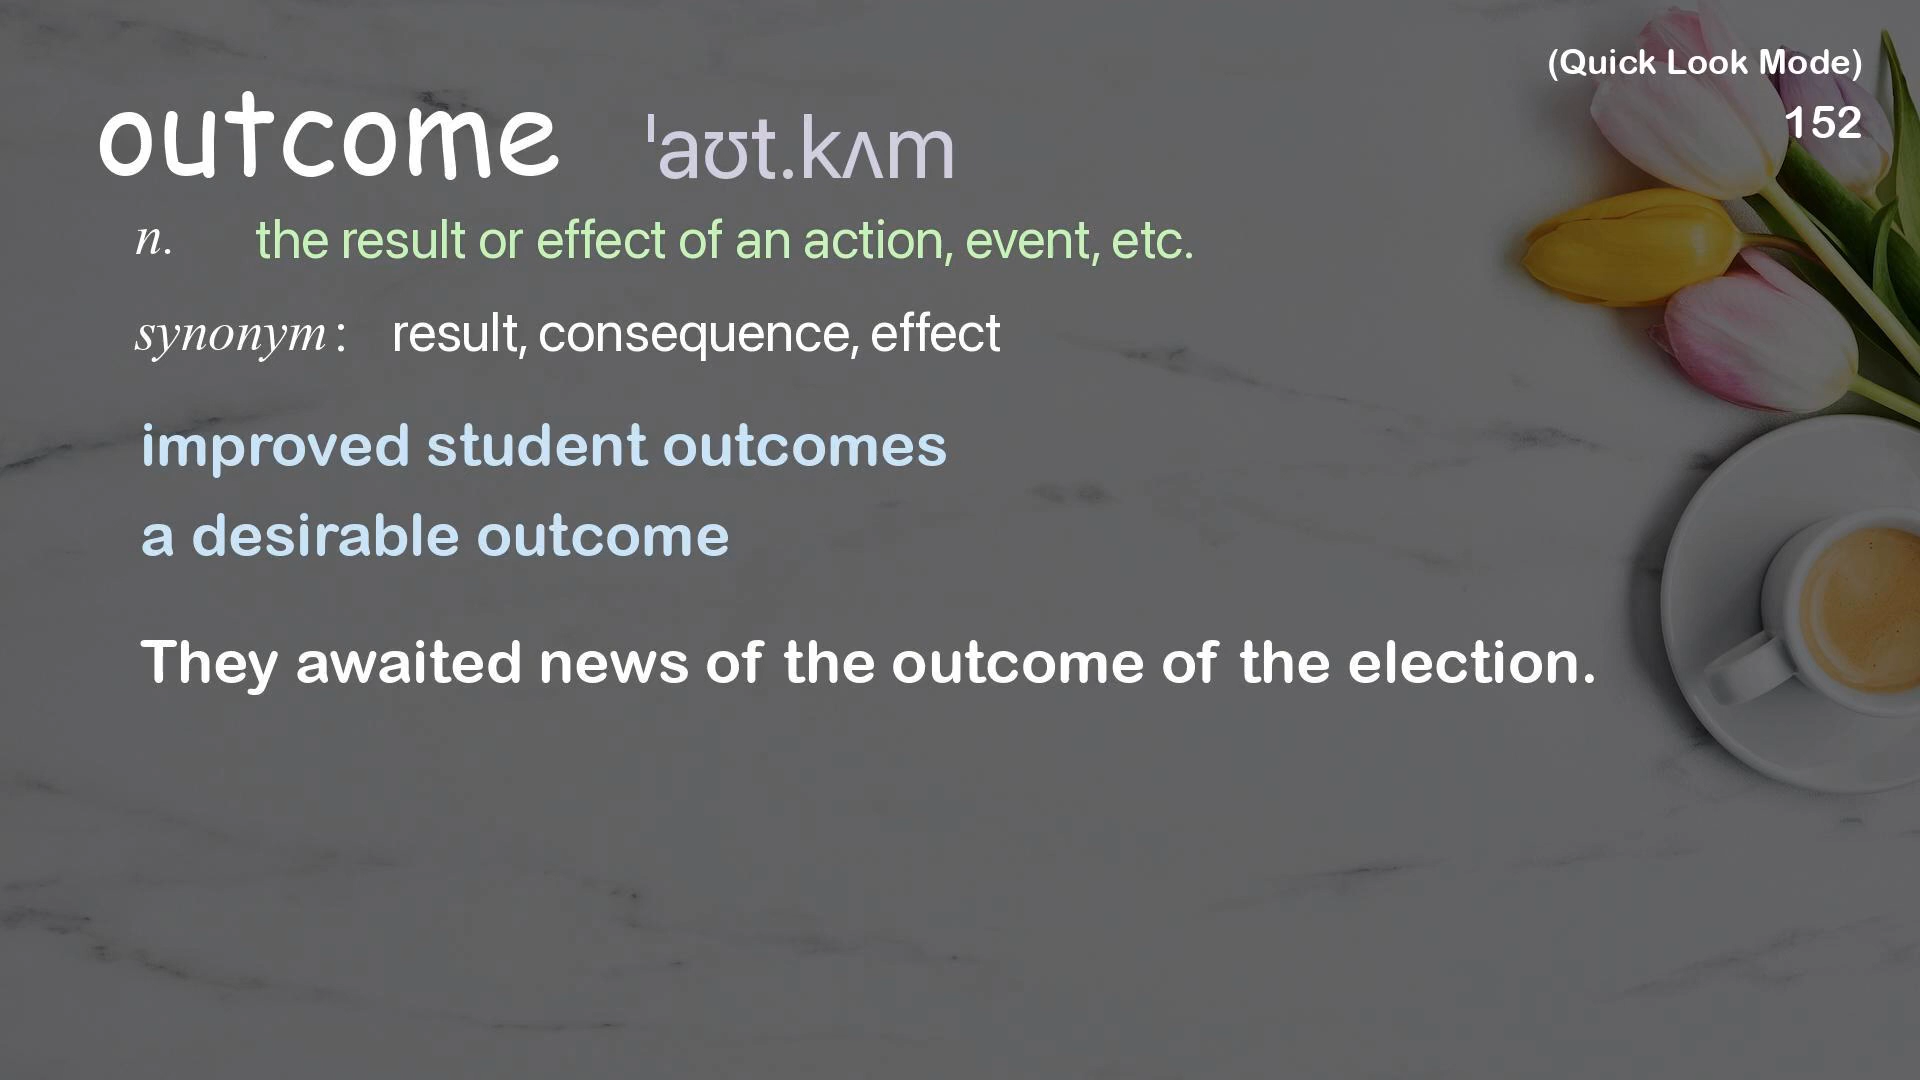 (Quick Look Mode)
152
outcome ˈaʊt.kʌm
n. the result or effect of an action, event, etc.
synonym: result, consequence, effect
improved student outcomes
a desirable outcome
They awaited news of the outcome of the election.